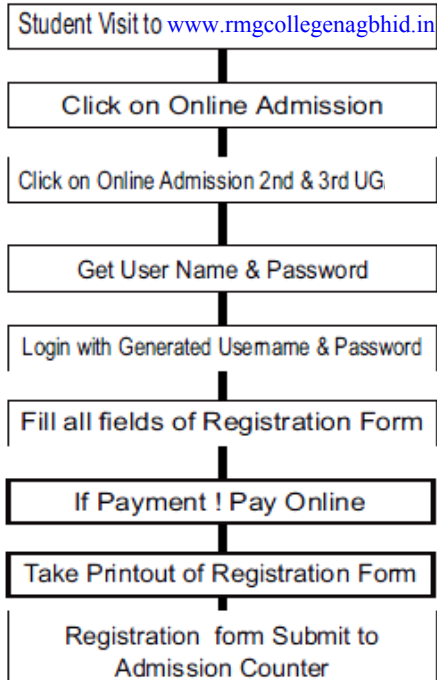 Student Visit to www.rmgcollegenagbhid.in
Click on Online Admission
Click on Online Admission 2nd & 3rd UG.
Get User Name & Password
Login with Generated Username & Password
Fill all fields of Registration Form
If Payment ! Pay Online
Take Printout of Registration Form
Registration form Submit to
Admission Counter